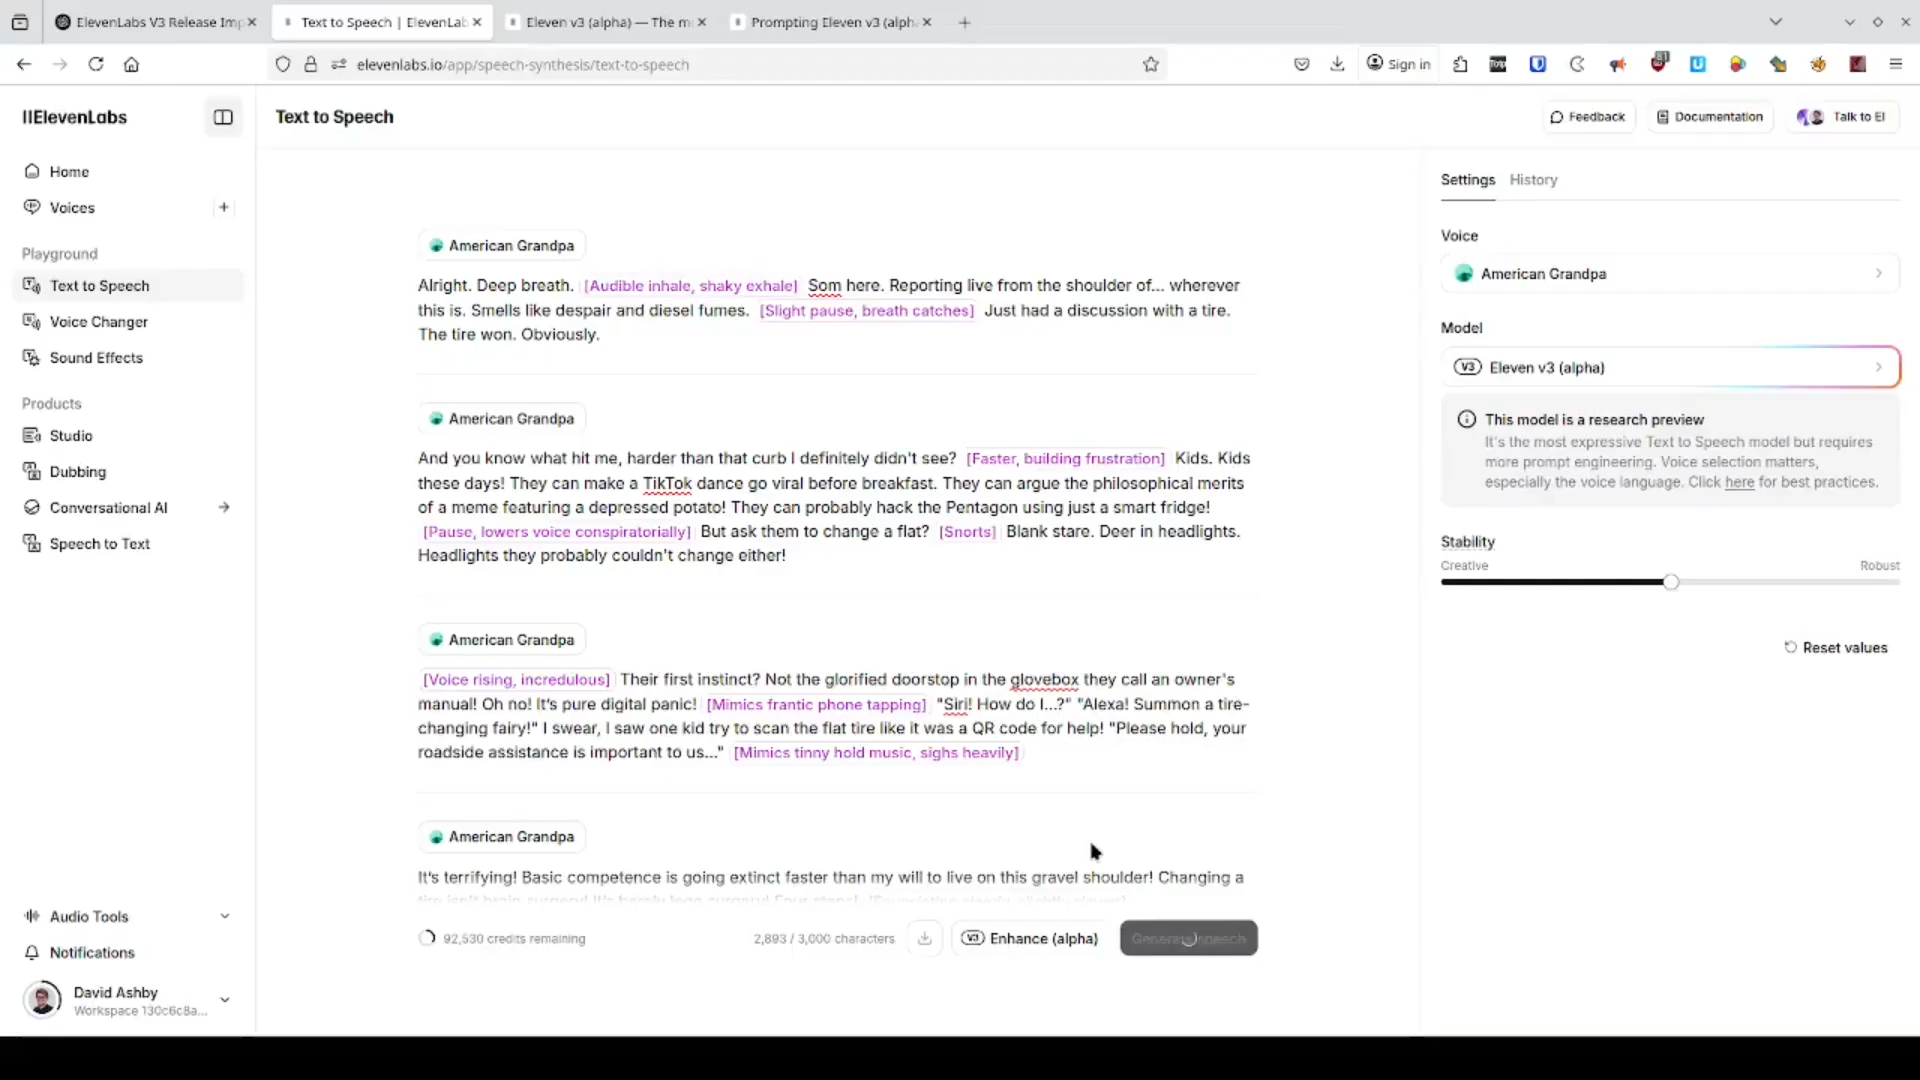 ElevenLabs V3 Release Imp
Text to Speech | ElevenLab
Eleven v3 (alpha) — The m
Prompting Eleven v3 (alph
elevenlabs.io/app/speech-synthesis/text-to-speech
Sign in
IIElevenLabs
Text to Speech
Feedback
Documentation
Talk to El
Home
Voices
Playground
Text to Speech
Voice Changer
Sound Effects
Products
Studio
Dubbing
Conversational AI
Speech to Text
Audio Tools
Notifications
David Ashby
Workspace 130c6c8a...
American Grandpa
Alright. Deep breath. [Audible inhale, shaky exhale] Som here. Reporting live from the shoulder of... wherever
this is. Smells like despair and diesel fumes. [Slight pause, breath catches] Just had a discussion with a tire.
The tire won. Obviously.
American Grandpa
And you know what hit me, harder than that curb I definitely didn't see? [Faster, building frustration] Kids. Kids
these days! They can make a TikTok dance go viral before breakfast. They can argue the philosophical merits
of a meme featuring a depressed potato! They can probably hack the Pentagon using just a smart fridge!
[Pause, lowers voice conspiratorially] But ask them to change a flat? [Snorts] Blank stare. Deer in headlights.
Headlights they probably couldn't change either!
American Grandpa
[Voice rising, incredulous] Their first instinct? Not the glorified doorstop in the glovebox they call an owner's
manual! Oh no! It's pure digital panic! [Mimics frantic phone tapping] "Siri! How do I...?" "Alexa! Summon a tire-
changing fairy!" I swear, I saw one kid try to scan the flat tire like it was a QR code for help! "Please hold, your
roadside assistance is important to us..." [Mimics tinny hold music, sighs heavily]
American Grandpa
It's terrifying! Basic competence is going extinct faster than my will to live on this gravel shoulder! Changing a
92,530 credits remaining
2,893 / 3,000 characters
V3 Enhance (alpha)
Generate speech
Settings
History
Voice
American Grandpa
Model
V3 Eleven v3 (alpha)
This model is a research preview
It's the most expressive Text to Speech model but requires
more prompt engineering. Voice selection matters,
especially the voice language. Click here for best practices.
Stability
Creative
Robust
Reset values